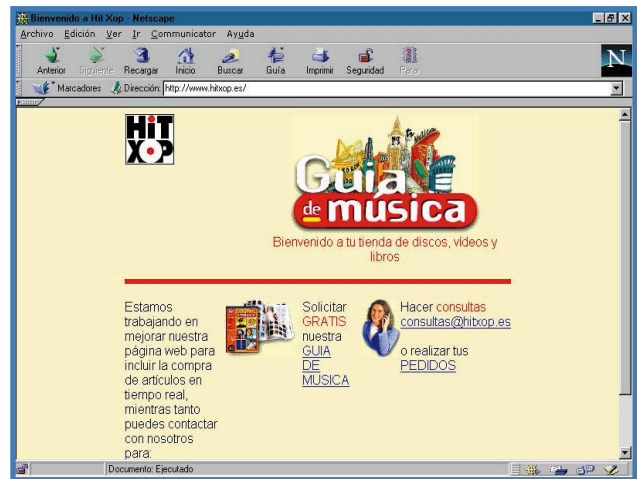 Bienvenido a Hit Xop - Netscape
Archivo Edición Ver Ir Communicator Ayuda
Anterior Siguiente Recargar Inicio Buscar Guía Imprimir Seguridad Parar
Marcadores Dirección: http://www.hitxop.es/
HiT
XOP
Guia
de música
Bienvenido a tu tienda de discos, vídeos y
libros
Estamos
trabajando en
mejorar nuestra
página web para
incluir la compra
de artículos en
tiempo real,
mientras tanto
puedes contactar
con nosotros
para:
Solicitar
GRATIS
nuestra
GUIA
DE
MUSICA
Hacer consultas
consultas@hitxop.es
o realizar tus
PEDIDOS
Documento: Ejecutado